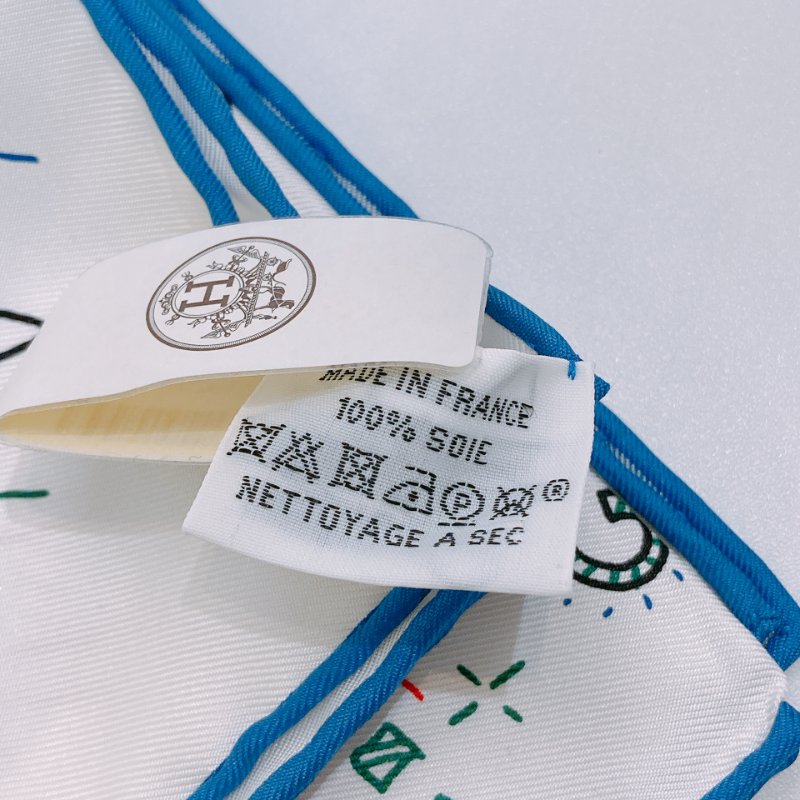 H
MADE IN FRANCE
100% SOIE
P ®
NETTOYAGE A SEC